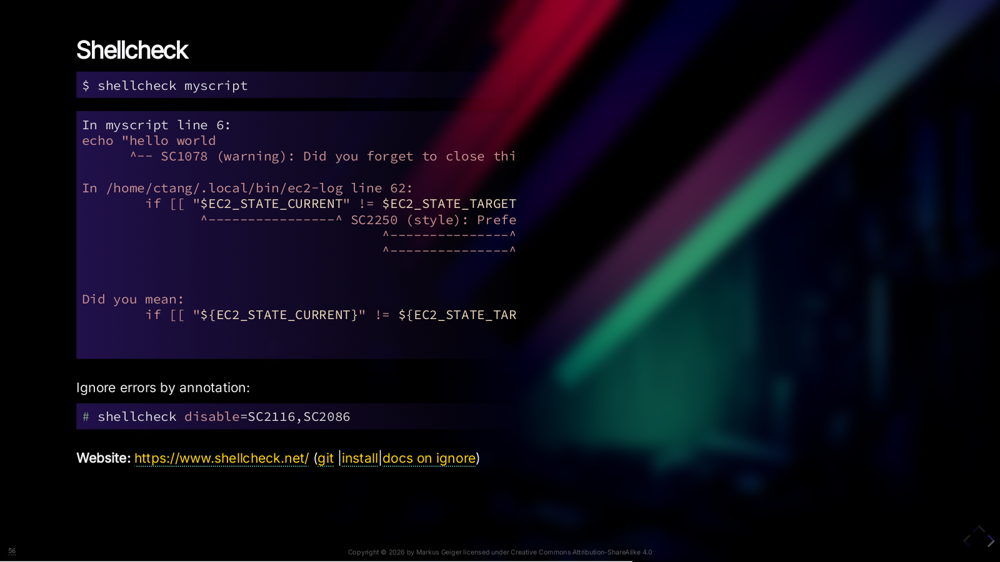 Shellcheck
$ shellcheck myscript
In myscript line 6:
echo "hello world
      ^-- SC1078 (warning): Did you forget to close thi
In /home/ctang/.local/bin/ec2-log line 62:
        if [[ "$EC2_STATE_CURRENT" != $EC2_STATE_TARGET
               ^----------------^ SC2250 (style): Prefe
                                      ^---------------^
                                      ^---------------^
Did you mean:
        if [[ "${EC2_STATE_CURRENT}" != ${EC2_STATE_TAR
Ignore errors by annotation:
# shellcheck disable=SC2116,SC2086
Website: https://www.shellcheck.net/ (git |install|docs on ignore)
56
Copyright © 2026 by Markus Geiger licensed under Creative Commons Attribution-ShareAlike 4.0